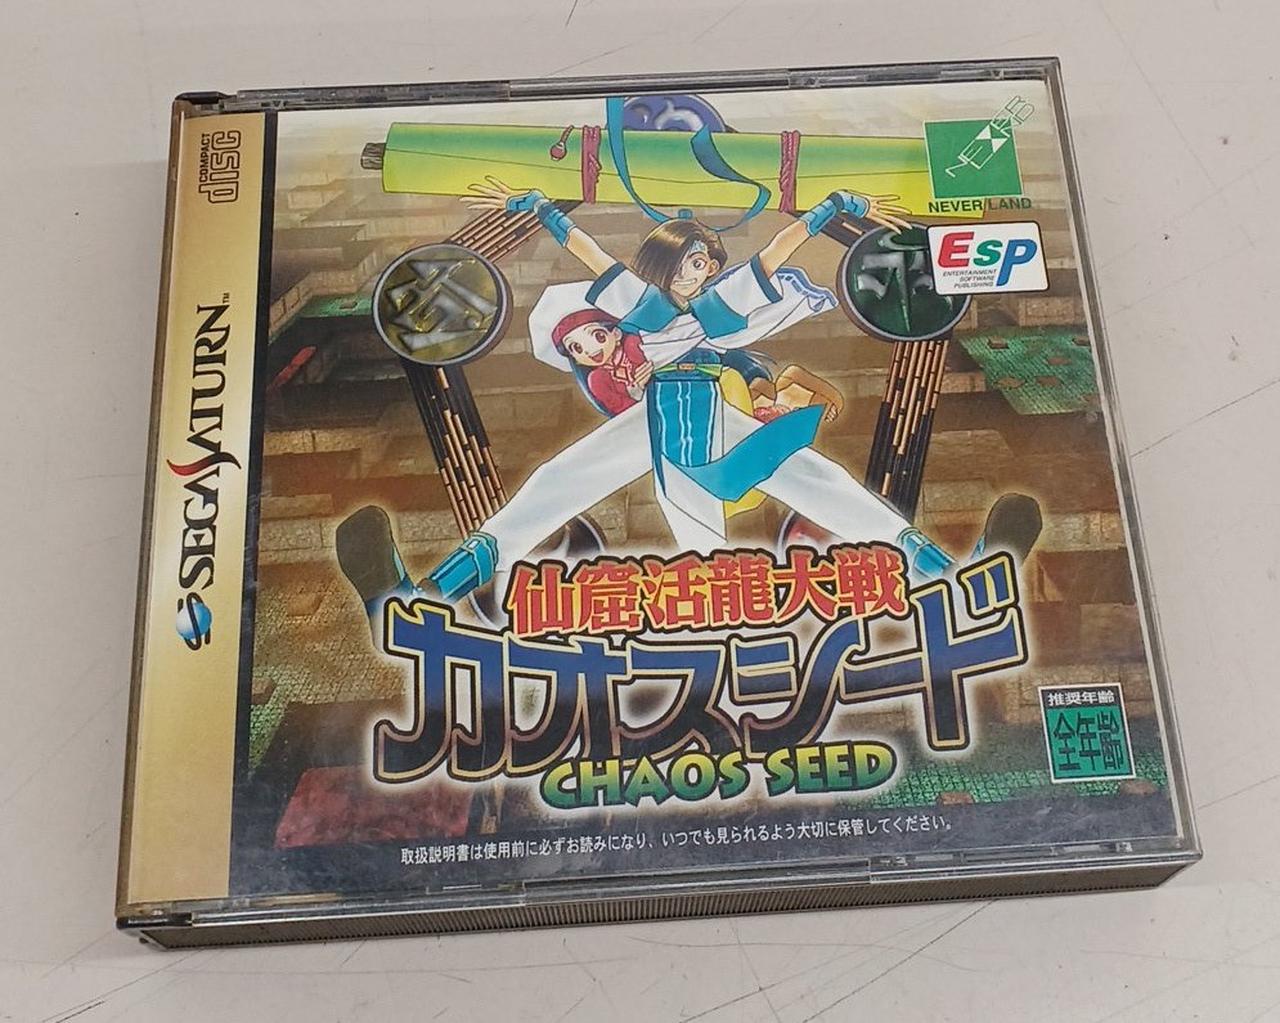 COMPACT
disc
SEGA SATURN™
NEVERLAND
NEVER/LAND
ESP
ENTERTAINMENT
SOFTWARE
PUBLISHING
仙窟活龍大戦
カオスシード
CHAOS SEED
推奨年齢
全年齢
取扱説明書は使用前に必ずお読みになり、いつでも見られるよう大切に保管してください。